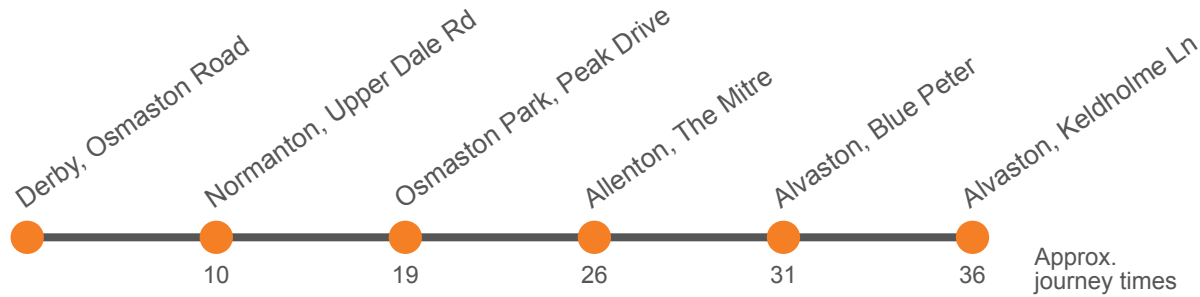 Derby, Osmaston Road
Normanton, Upper Dale Rd
Osmaston Park, Peak Drive
Allenton, The Mitre
Alvaston, Blue Peter
Alvaston, Keldholme Ln
10
19
26
31
36
Approx.
journey times